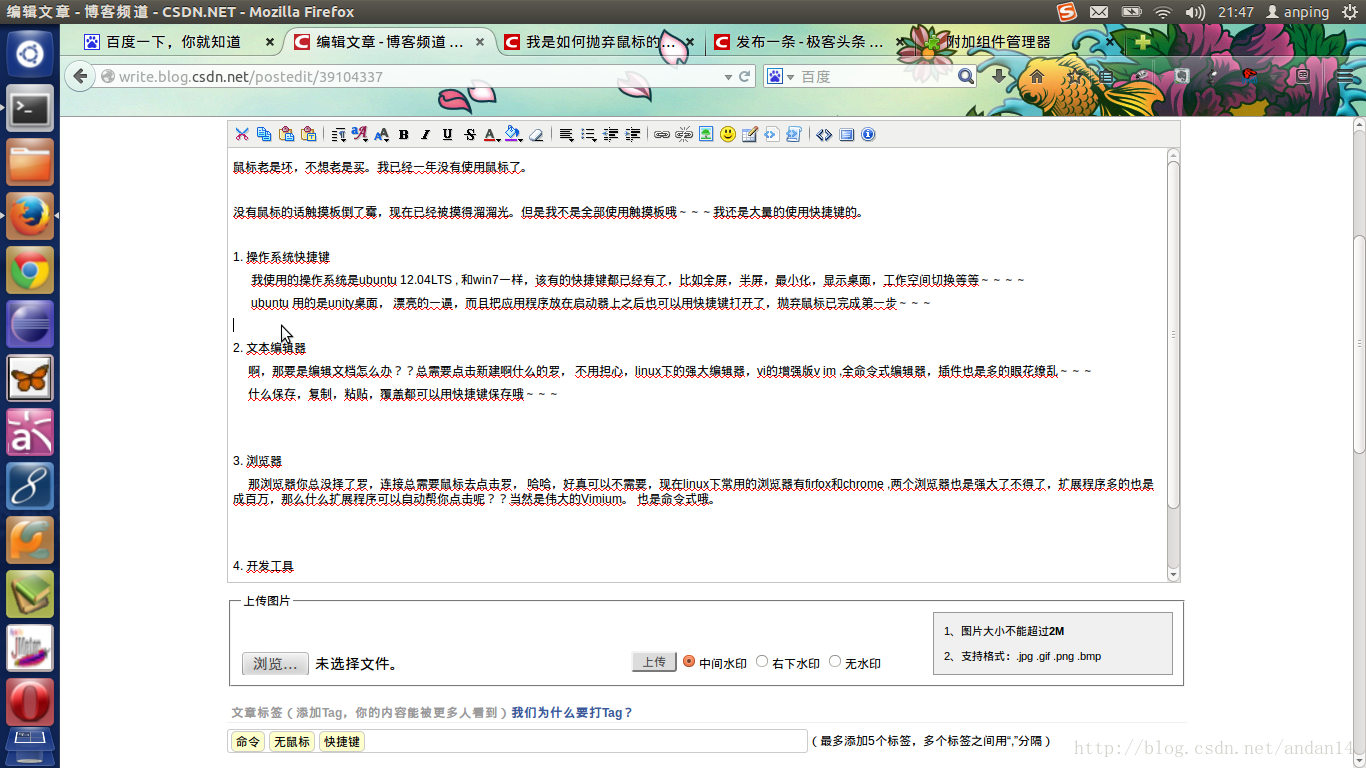 编辑文章 - 博客频道 - CSDN.NET - Mozilla Firefox
21:47
anping
百度一下，你就知道
编辑文章 - 博客频道 ...
我是如何抛弃鼠标的...
发布一条 - 极客头条 ...
附加组件管理器
write.blog.csdn.net/postedit/39104337
百度
鼠标老是坏，不想老是买。我已经一年没有使用鼠标了。
没有鼠标的话触摸板倒了霉，现在已经被摸得溜溜光。但是我不是全部使用触摸板哦～～～我还是大量的使用快捷键的。
1. 操作系统快捷键
我使用的操作系统是ubuntu 12.04LTS , 和win7一样，该有的快捷键都已经有了，比如全屏，半屏，最小化，显示桌面，工作空间切换等等～～～～
ubuntu 用的是unity桌面， 漂亮的一逼，而且把应用程序放在启动器上之后也可以用快捷键打开了，抛弃鼠标已完成第一步～～～
2. 文本编辑器
啊，那要是编辑文档怎么办？？总需要点击新建啊什么的罗， 不用担心，linux下的强大编辑器，vi的增强版v im ,全命令式编辑器，插件也是多的眼花缭乱～～～
什么保存，复制，粘贴，覆盖都可以用快捷键保存哦～～～
3. 浏览器
那浏览器你总没择了罗，连接总需要鼠标去点击罗， 哈哈，好真可以不需要，现在linux下常用的浏览器有firfox和chrome ,两个浏览器也是强大了不得了，扩展程序多的也是
成百万，那么什么扩展程序可以自动帮你点击呢？？当然是伟大的Vimium。 也是命令式哦。
4. 开发工具
上传图片
浏览... 未选择文件。
上传 中间水印 右下水印 无水印
1、图片大小不能超过2M
2、支持格式：.jpg .gif .png .bmp
文章标签（添加Tag，你的内容能被更多人看到）我们为什么要打Tag？
命令 无鼠标 快捷键
（最多添加5个标签，多个标签之间用“,”分隔）
http://blog.csdn.net/andan14